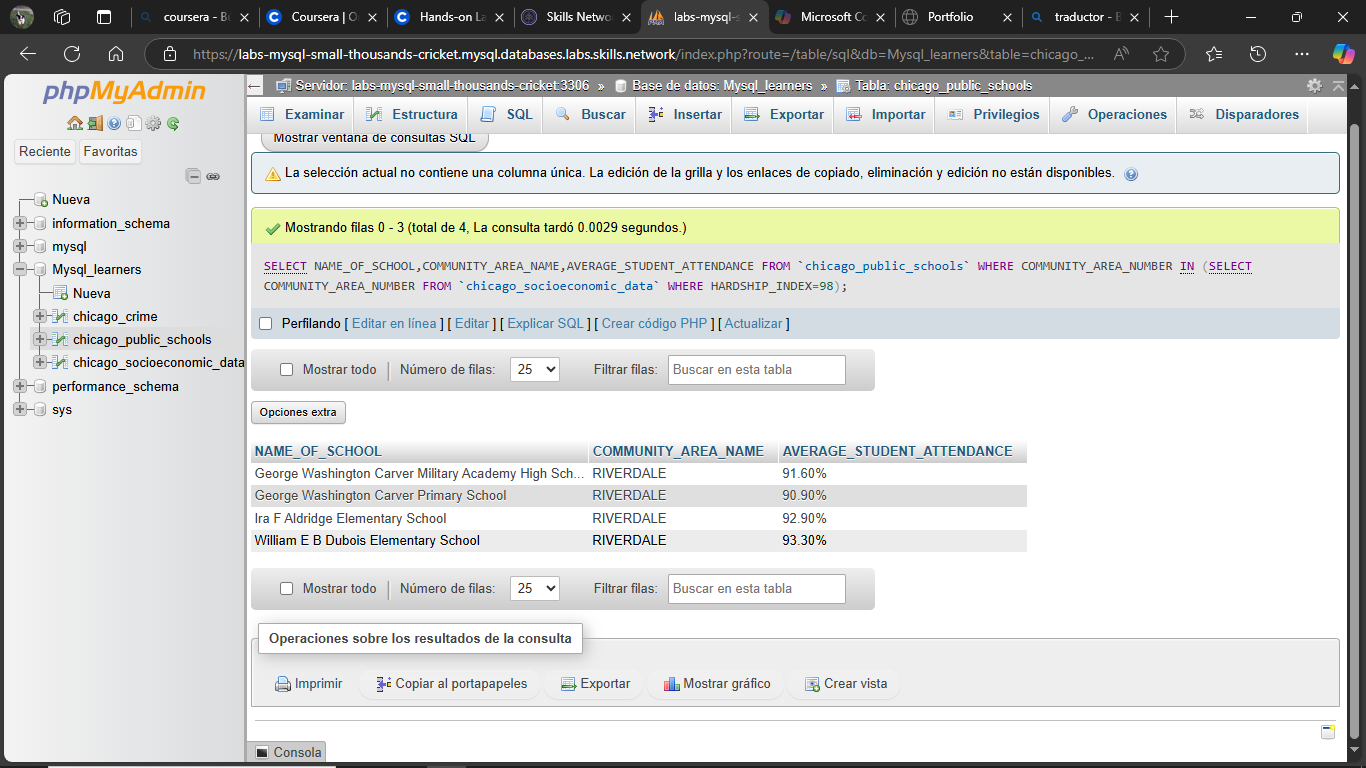 coursera - B
Coursera | O
Hands-on La
Skills Networ
labs-mysql-s
Microsoft Co
Portfolio
traductor - B
https://labs-mysql-small-thousands-cricket.mysql.databases.labs.skills.network/index.php?route=/table/sql&db=Mysql_learners&table=chicago_...
phpMyAdmin
Reciente Favoritas
Nueva
information_schema
mysql
Mysql_learners
Nueva
chicago_crime
chicago_public_schools
chicago_socioeconomic_data
performance_schema
sys
Servidor: labs-mysql-small-thousands-cricket:3306 » Base de datos: Mysql_learners » Tabla: chicago_public_schools
Examinar Estructura SQL Buscar Insertar Exportar Importar Privilegios Operaciones Disparadores
Mostrar ventana de consultas SQL
La selección actual no contiene una columna única. La edición de la grilla y los enlaces de copiado, eliminación y edición no están disponibles.
Mostrando filas 0 - 3 (total de 4, La consulta tardó 0.0029 segundos.)
SELECT NAME_OF_SCHOOL,COMMUNITY_AREA_NAME,AVERAGE_STUDENT_ATTENDANCE FROM `chicago_public_schools` WHERE COMMUNITY_AREA_NUMBER IN (SELECT
COMMUNITY_AREA_NUMBER FROM `chicago_socioeconomic_data` WHERE HARDSHIP_INDEX=98);
Perfilando [ Editar en línea ] [ Editar ] [ Explicar SQL ] [ Crear código PHP ] [ Actualizar ]
Mostrar todo | Número de filas: 25 Filtrar filas: Buscar en esta tabla
Opciones extra
NAME_OF_SCHOOL COMMUNITY_AREA_NAME AVERAGE_STUDENT_ATTENDANCE
George Washington Carver Military Academy High Sch... RIVERDALE 91.60%
George Washington Carver Primary School RIVERDALE 90.90%
Ira F Aldridge Elementary School RIVERDALE 92.90%
William E B Dubois Elementary School RIVERDALE 93.30%
Mostrar todo | Número de filas: 25 Filtrar filas: Buscar en esta tabla
Operaciones sobre los resultados de la consulta
Imprimir Copiar al portapapeles Exportar Mostrar gráfico Crear vista
Consola